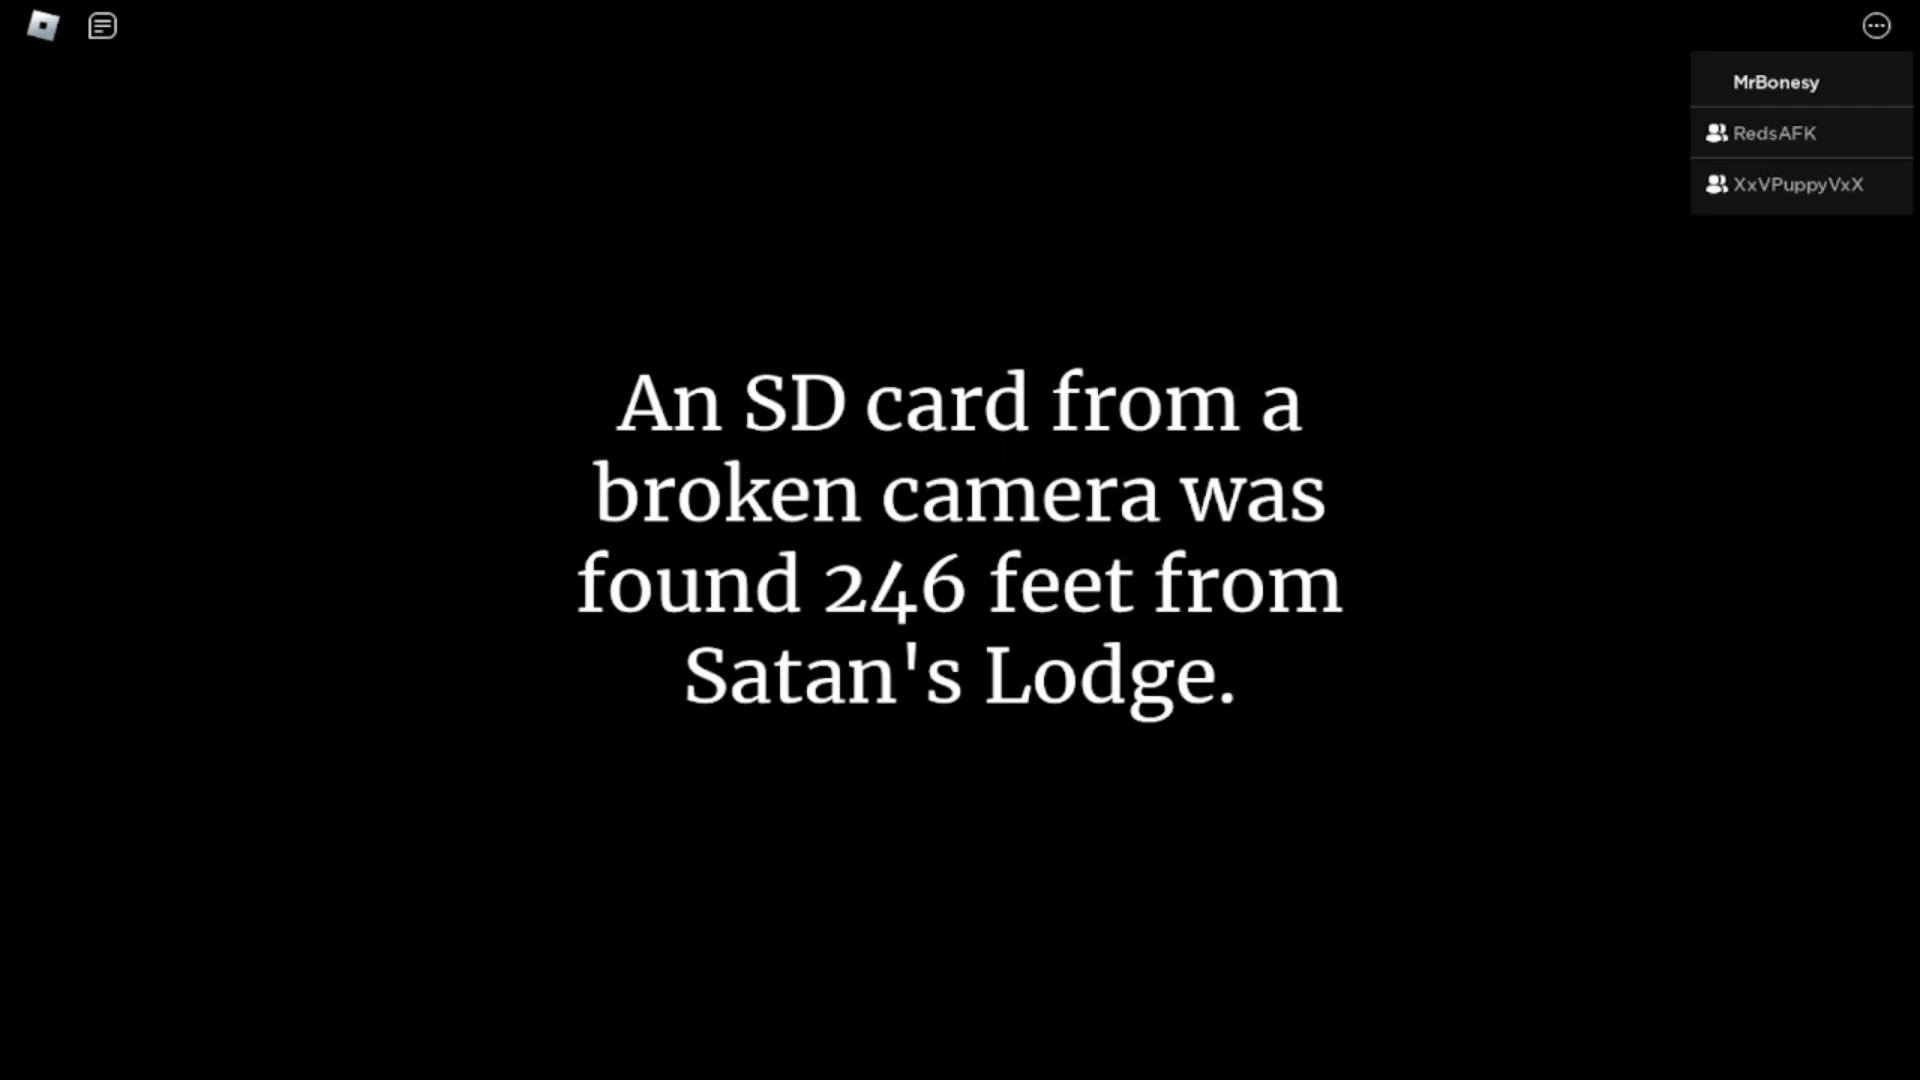 MrBonesy
RedsAFK
XxVPuppyVxX
An SD card from a
broken camera was
found 246 feet from
Satan's Lodge.